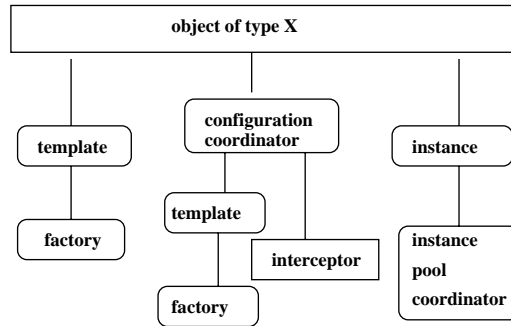 object of type X
template
factory
configuration
coordinator
template
factory
interceptor
instance
instance
pool
coordinator